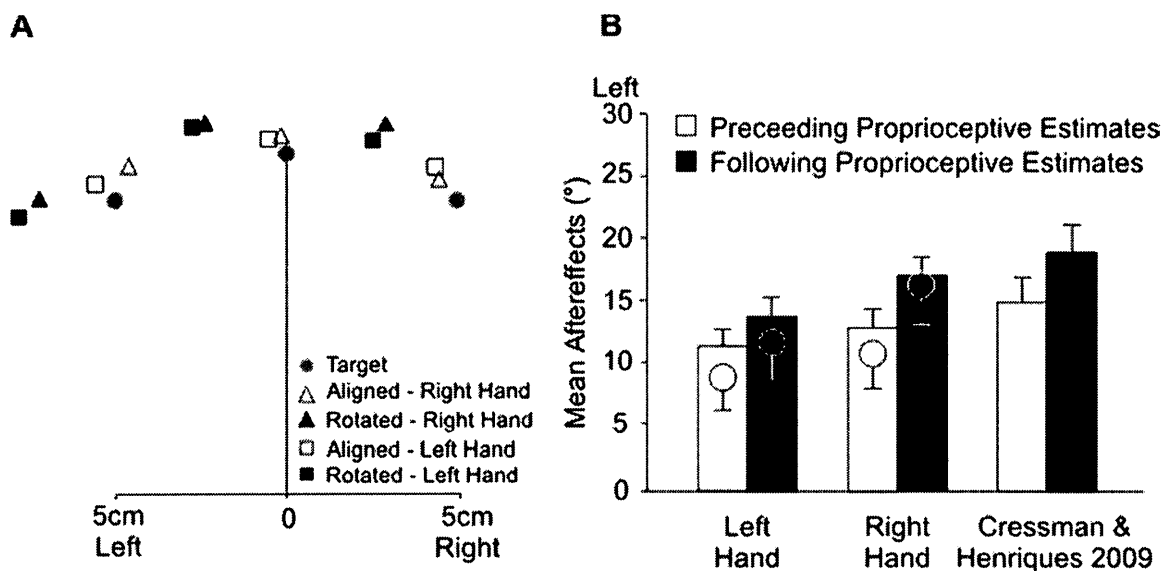 A
Target
Aligned - Right Hand
Rotated - Right Hand
Aligned - Left Hand
Rotated - Left Hand
5cm
Left
0
5cm
Right
B
Left
30
25
20
15
10
5
0
Mean Aftereffects (°)
Preceeding Proprioceptive Estimates
Following Proprioceptive Estimates
Left
Hand
Right
Hand
Cressman &
Henriques 2009